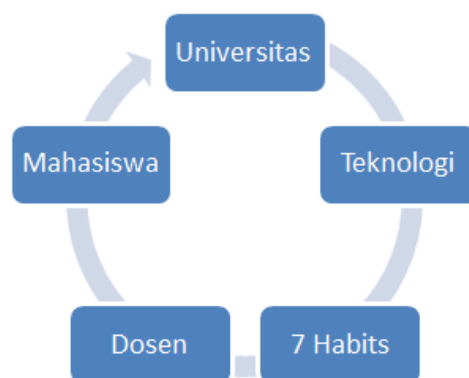 Universitas
Teknologi
7 Habits
Dosen
Mahasiswa